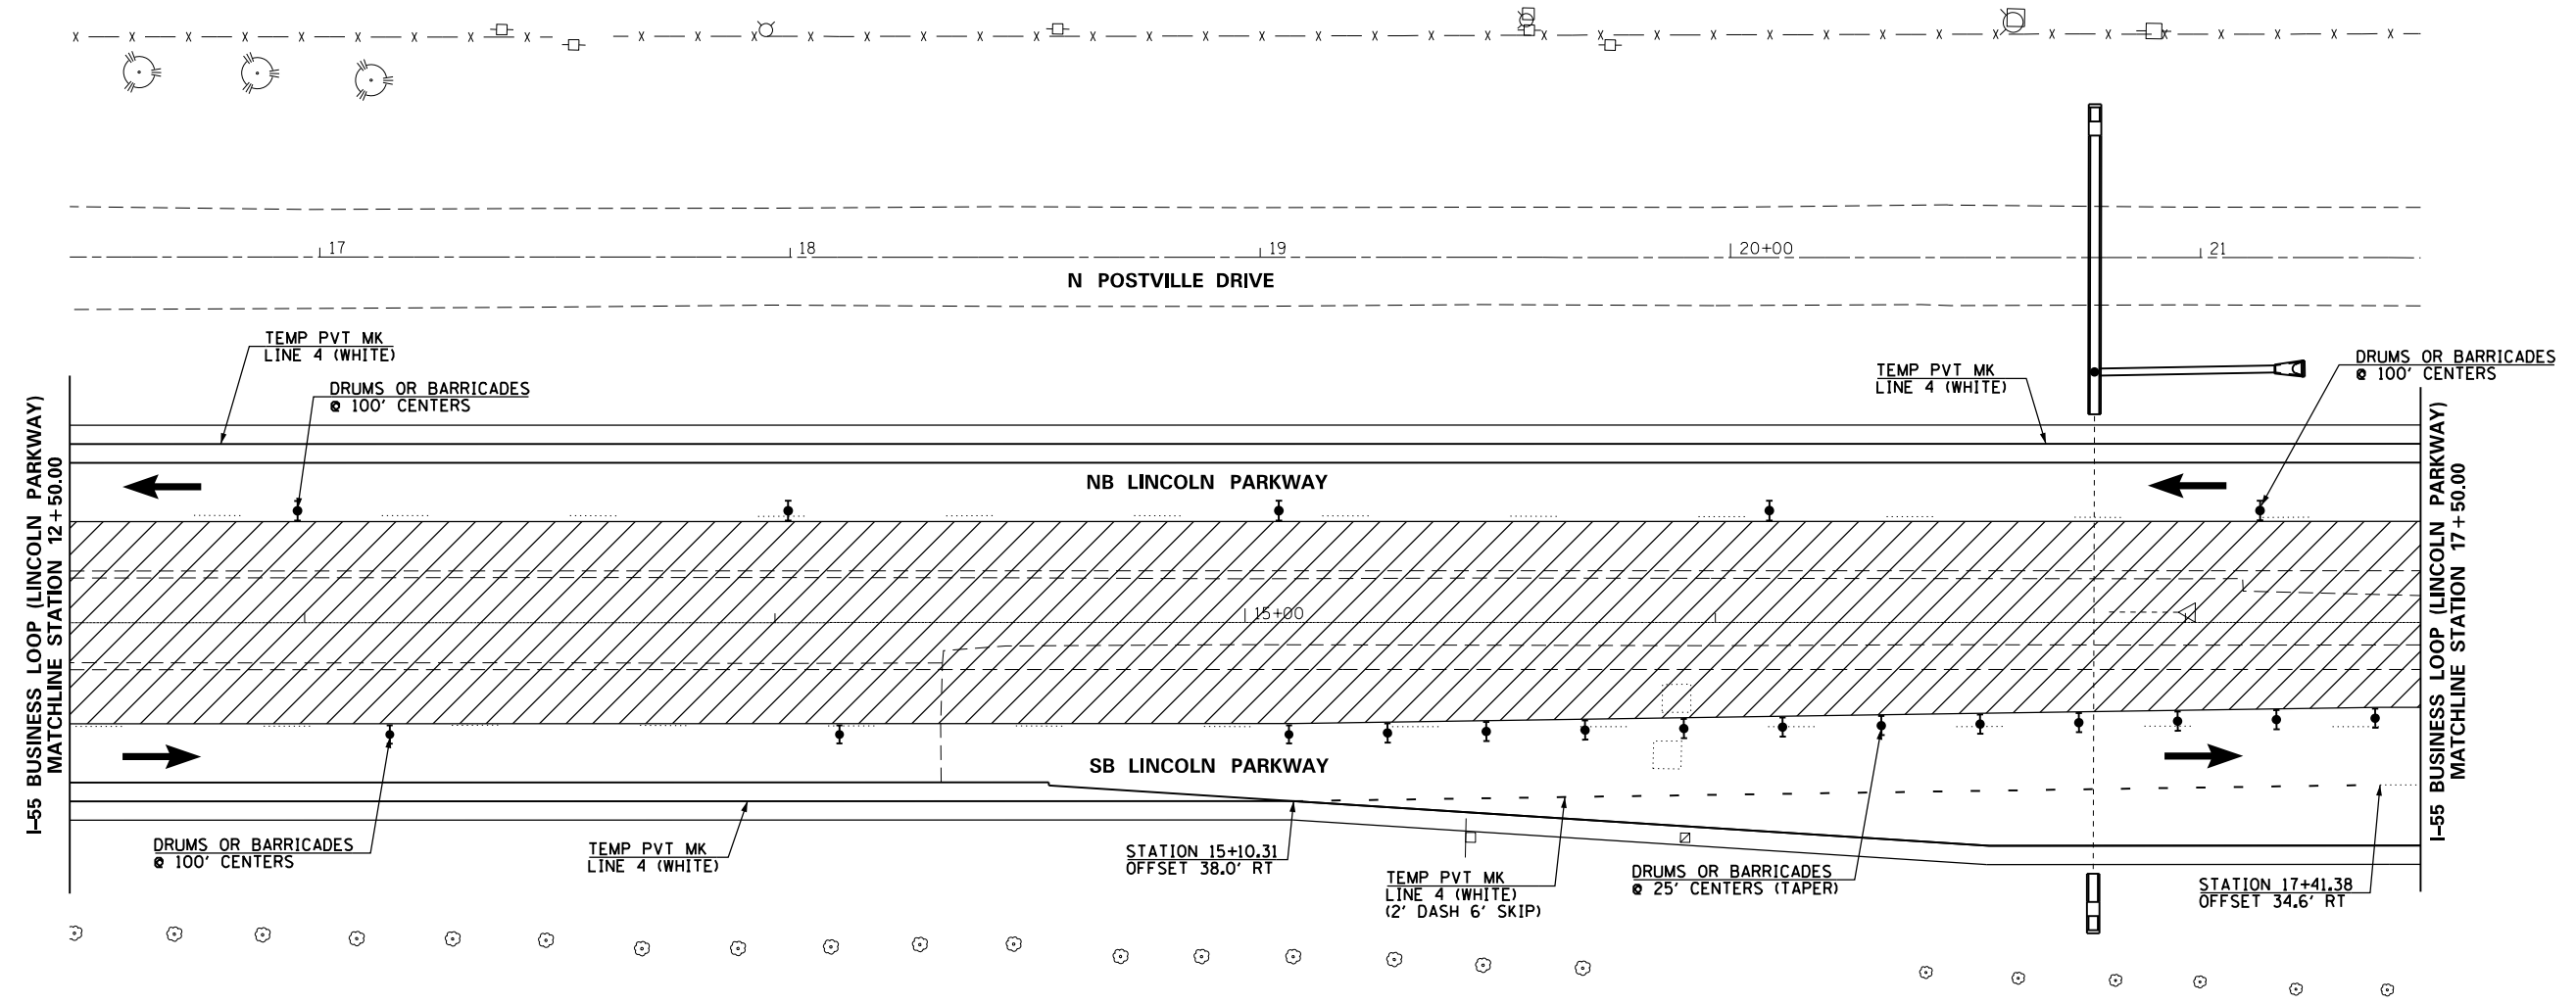 17
18
19
20+00
21
N POSTVILLE DRIVE
TEMP PVT MK
LINE 4 (WHITE)
DRUMS OR BARRICADES
@ 100' CENTERS
TEMP PVT MK
LINE 4 (WHITE)
DRUMS OR BARRICADES
@ 100' CENTERS
I-55 BUSINESS LOOP (LINCOLN PARKWAY)
MATCHLINE STATION 12+50.00
NB LINCOLN PARKWAY
I-55 BUSINESS LOOP (LINCOLN PARKWAY)
MATCHLINE STATION 17+50.00
15+00
SB LINCOLN PARKWAY
DRUMS OR BARRICADES
@ 100' CENTERS
TEMP PVT MK
LINE 4 (WHITE)
STATION 15+10.31
OFFSET 38.0' RT
TEMP PVT MK
LINE 4 (WHITE)
(2' DASH 6' SKIP)
DRUMS OR BARRICADES
@ 25' CENTERS (TAPER)
STATION 17+41.38
OFFSET 34.6' RT